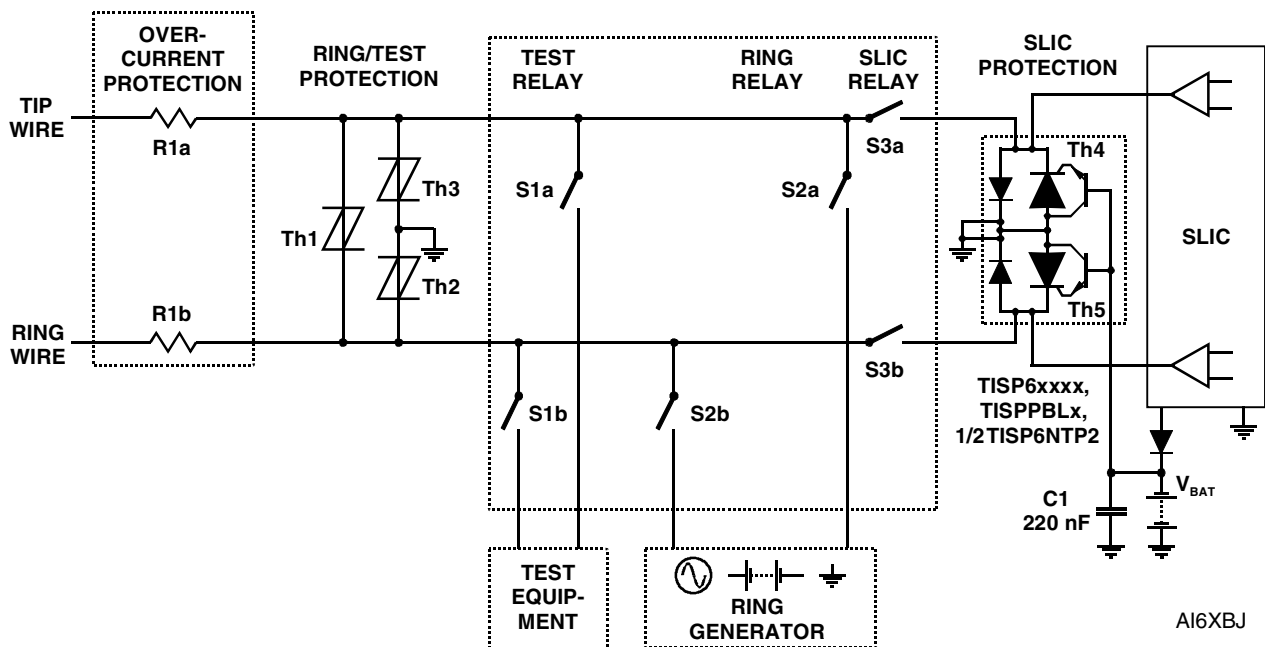 OVER-
CURRENT
PROTECTION
RING/TEST
PROTECTION
TEST
RELAY
RING
RELAY
SLIC
RELAY
SLIC
PROTECTION
TIP
WIRE
R1a
S3a
Th4
Th3
S1a
S2a
Th1
SLIC
Th2
R1b
Th5
RING
WIRE
S3b
S1b
S2b
TISP6xxxx,
TISPPBLx,
1/2 TISP6NTP2
C1
220 nF
VBAT
TEST
EQUIP-
MENT
RING
GENERATOR
AI6XBJ